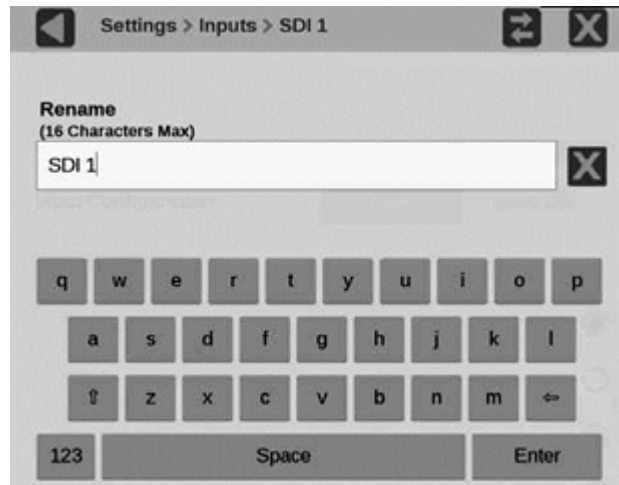 Settings > Inputs > SDI 1
Rename
(16 Characters Max)
SDI 1
q w e r t y u i o p
a s d f g h j k l
⇧ z x c v b n m ⇦
123 Space Enter